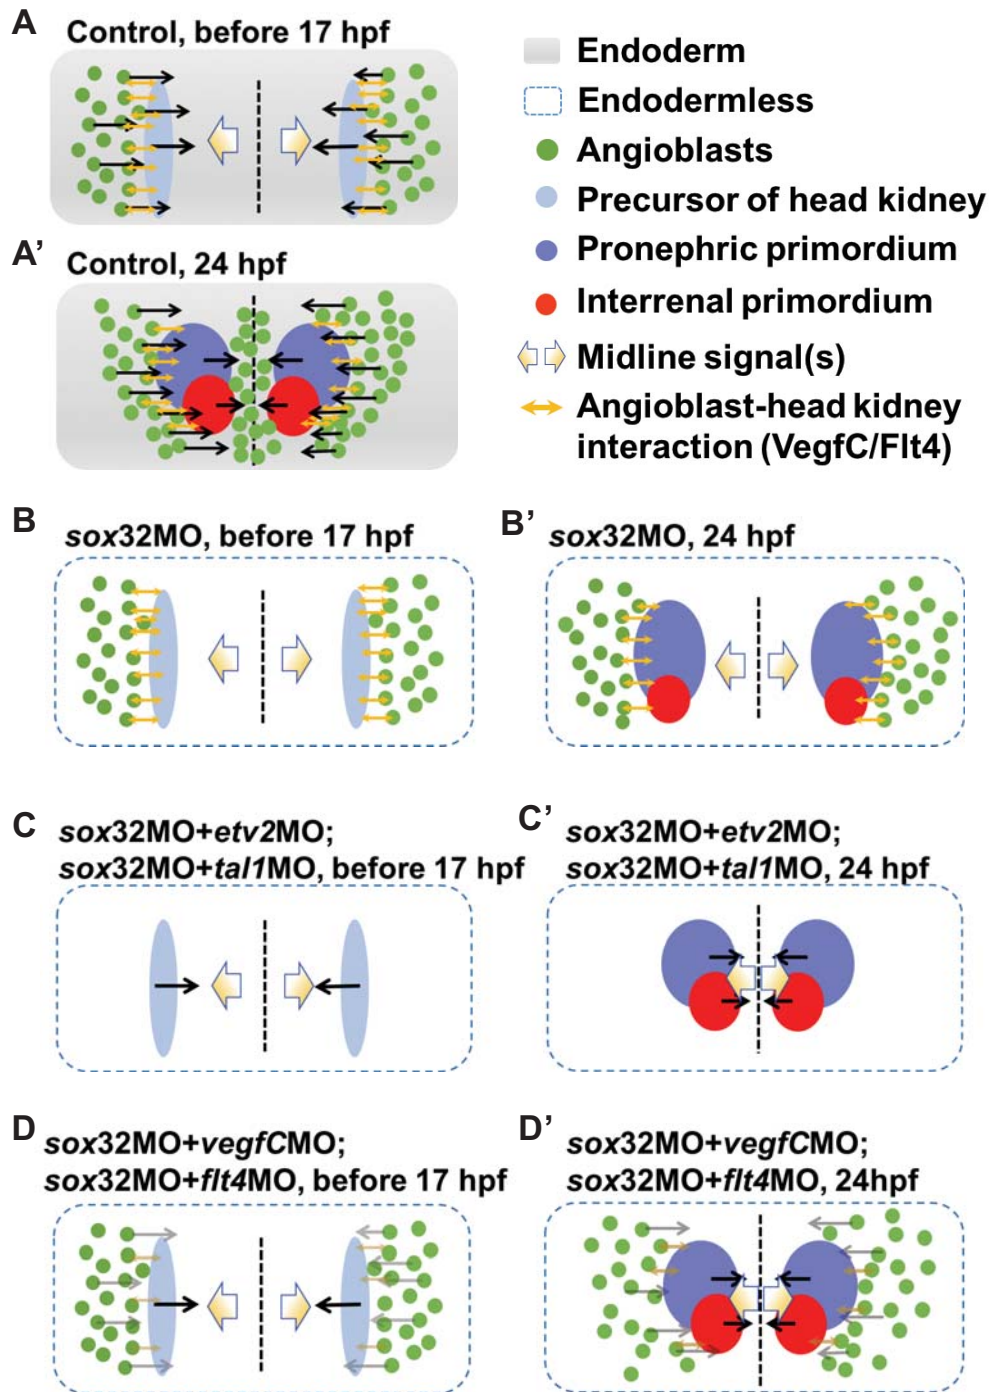 A
Control, before 17 hpf
A’
Control, 24 hpf
Endoderm
Endodermless
Angioblasts
Precursor of head kidney
Pronephric primordium
Interrenal primordium
Midline signal(s)
Angioblast-head kidney
interaction (VegfC/Flt4)
B
sox32MO, before 17 hpf
B’
sox32MO, 24 hpf
C
sox32MO+etv2MO;
sox32MO+tal1MO, before 17 hpf
C’
sox32MO+etv2MO;
sox32MO+tal1MO, 24 hpf
D
sox32MO+vegfCMO;
sox32MO+flt4MO, before 17 hpf
D’
sox32MO+vegfCMO;
sox32MO+flt4MO, 24hpf